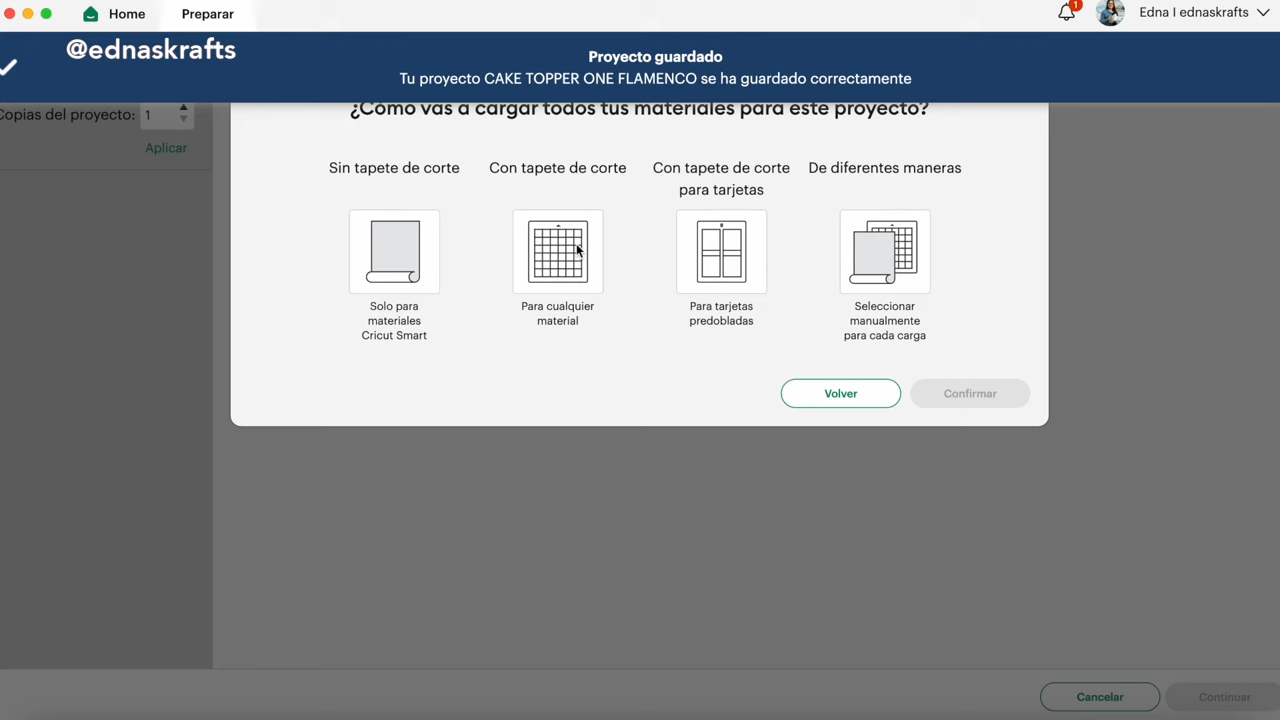 Home
Preparar
1
Edna I ednaskrafts
@ednaskrafts
Proyecto guardado
Tu proyecto CAKE TOPPER ONE FLAMENCO se ha guardado correctamente
Copias del proyecto: 1
Aplicar
¿Cómo vas a cargar todos tus materiales para este proyecto?
Sin tapete de corte
Con tapete de corte
Con tapete de corte
para tarjetas
De diferentes maneras
Solo para
materiales
Cricut Smart
Para cualquier
material
Para tarjetas
predobladas
Seleccionar
manualmente
para cada carga
Volver
Confirmar
Cancelar
Continuar